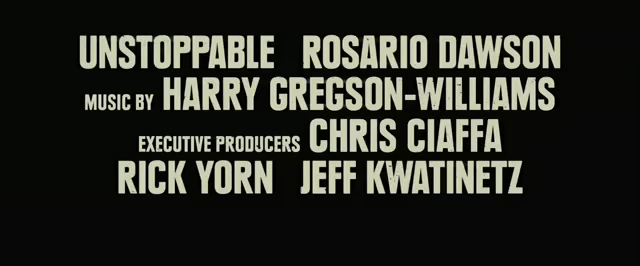 UNSTOPPABLE ROSARIO DAWSON
MUSIC BY HARRY GREGSON-WILLIAMS
EXECUTIVE PRODUCERS CHRIS CIAFFA
RICK YORN JEFF KWATINETZ